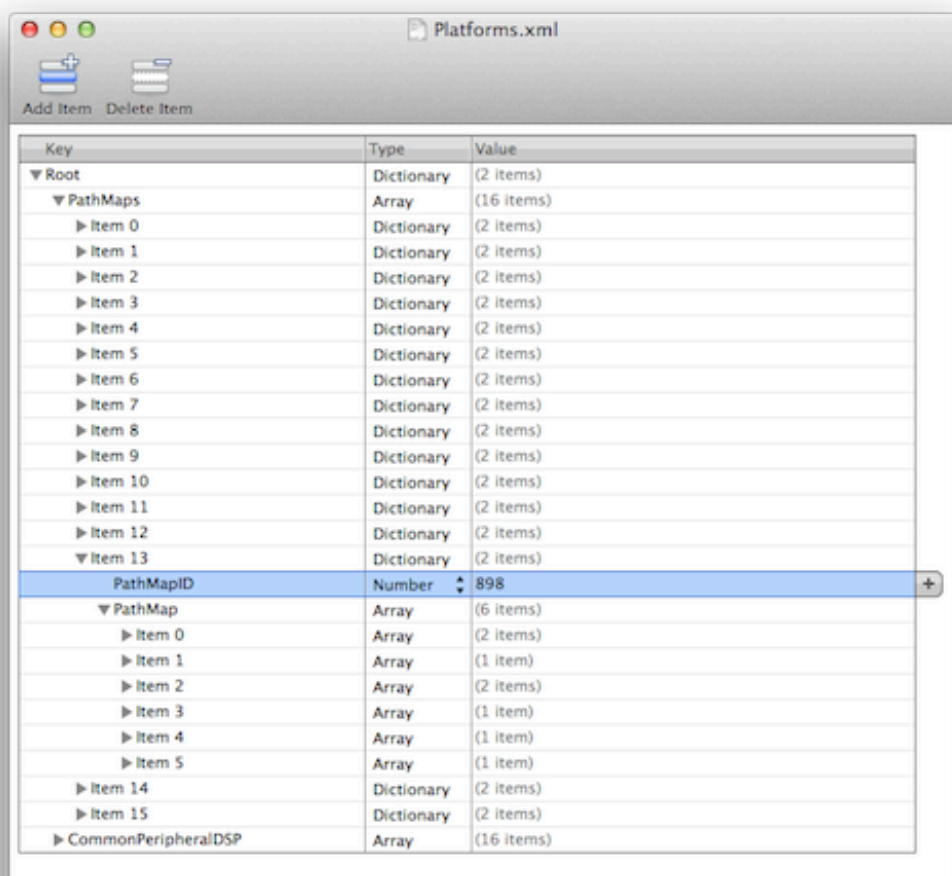 Platforms.xml
Add Item Delete Item
Key Type Value
Root Dictionary (2 items)
PathMaps Array (16 items)
Item 0 Dictionary (2 items)
Item 1 Dictionary (2 items)
Item 2 Dictionary (2 items)
Item 3 Dictionary (2 items)
Item 4 Dictionary (2 items)
Item 5 Dictionary (2 items)
Item 6 Dictionary (2 items)
Item 7 Dictionary (2 items)
Item 8 Dictionary (2 items)
Item 9 Dictionary (2 items)
Item 10 Dictionary (2 items)
Item 11 Dictionary (2 items)
Item 12 Dictionary (2 items)
Item 13 Dictionary (2 items)
PathMapID Number 898 +
PathMap Array (6 items)
Item 0 Array (2 items)
Item 1 Array (1 item)
Item 2 Array (2 items)
Item 3 Array (1 item)
Item 4 Array (1 item)
Item 5 Array (1 item)
Item 14 Dictionary (2 items)
Item 15 Dictionary (2 items)
CommonPeripheralDSP Array (16 items)